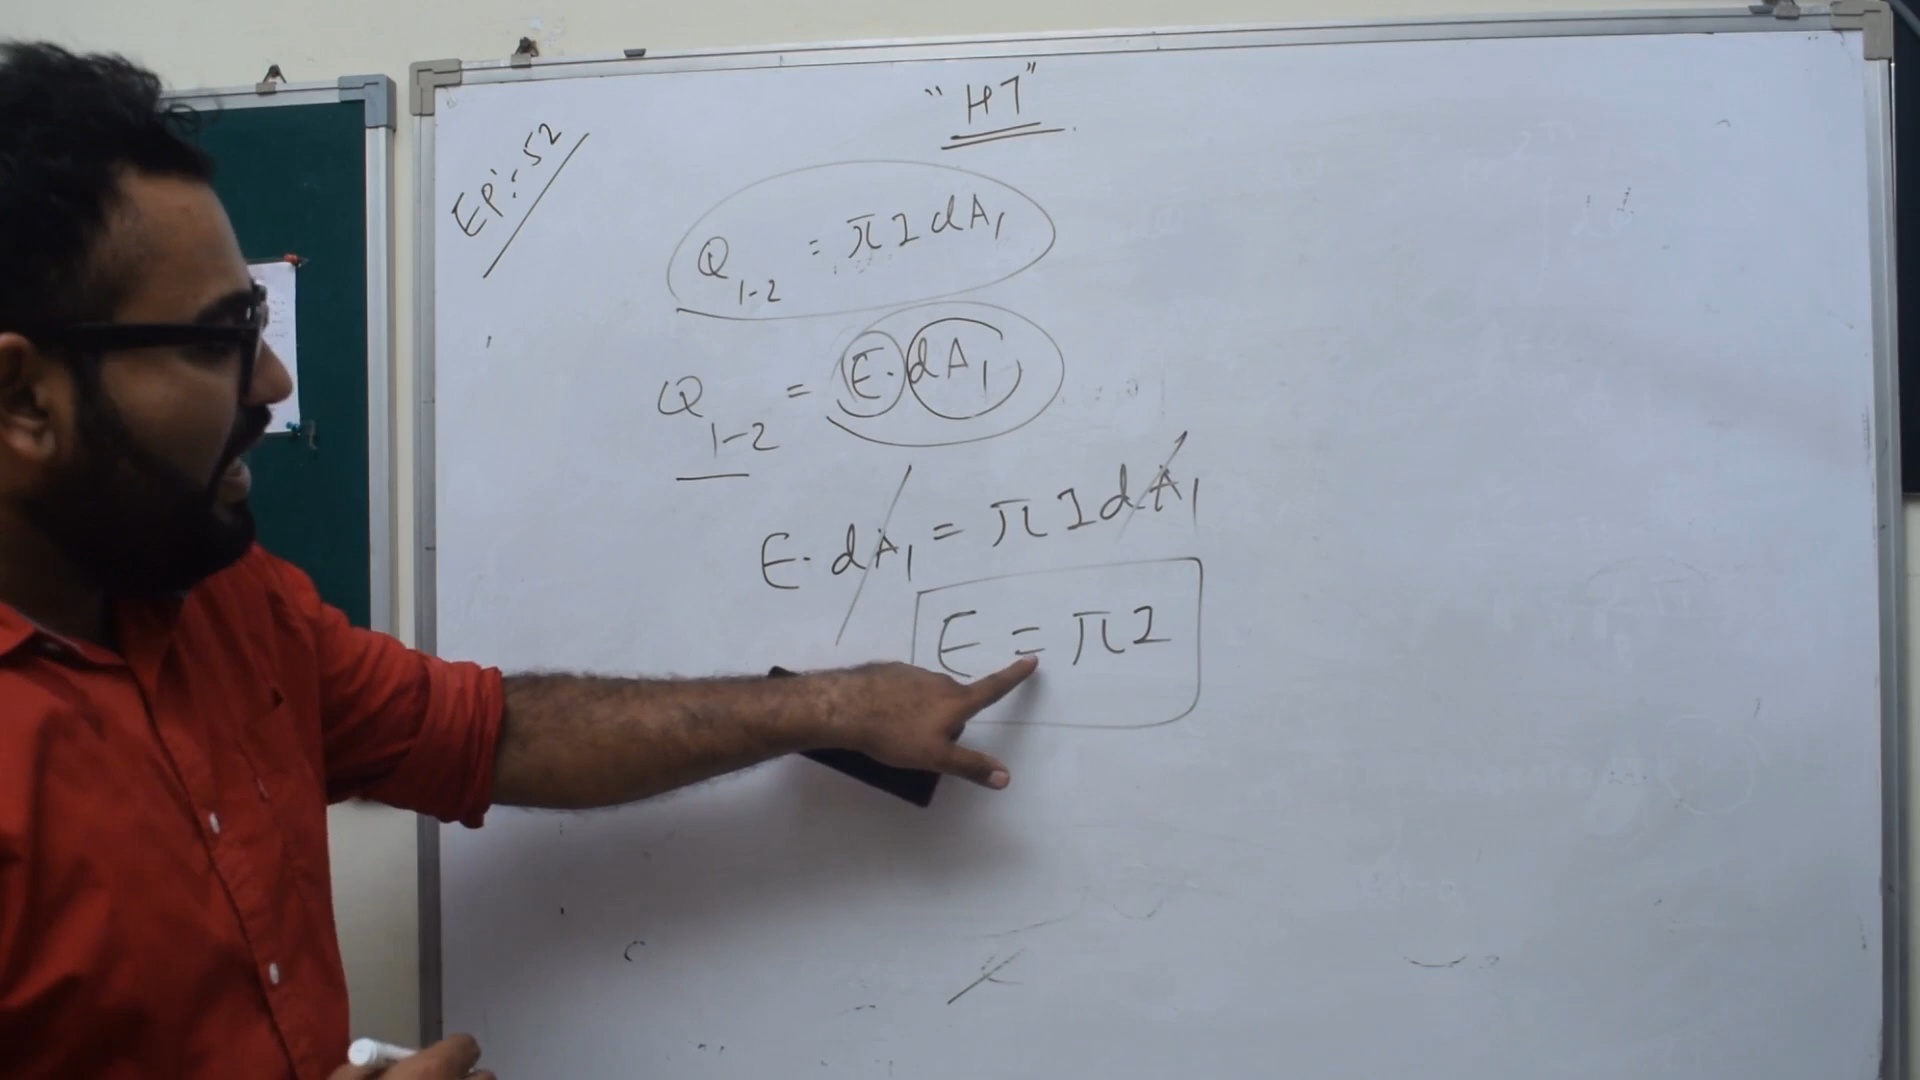 "HT"
Ep: 52
Q1-2 = πIdA1
Q1-2 = E.dA1
E.dA1 = πIdA1
E = πI